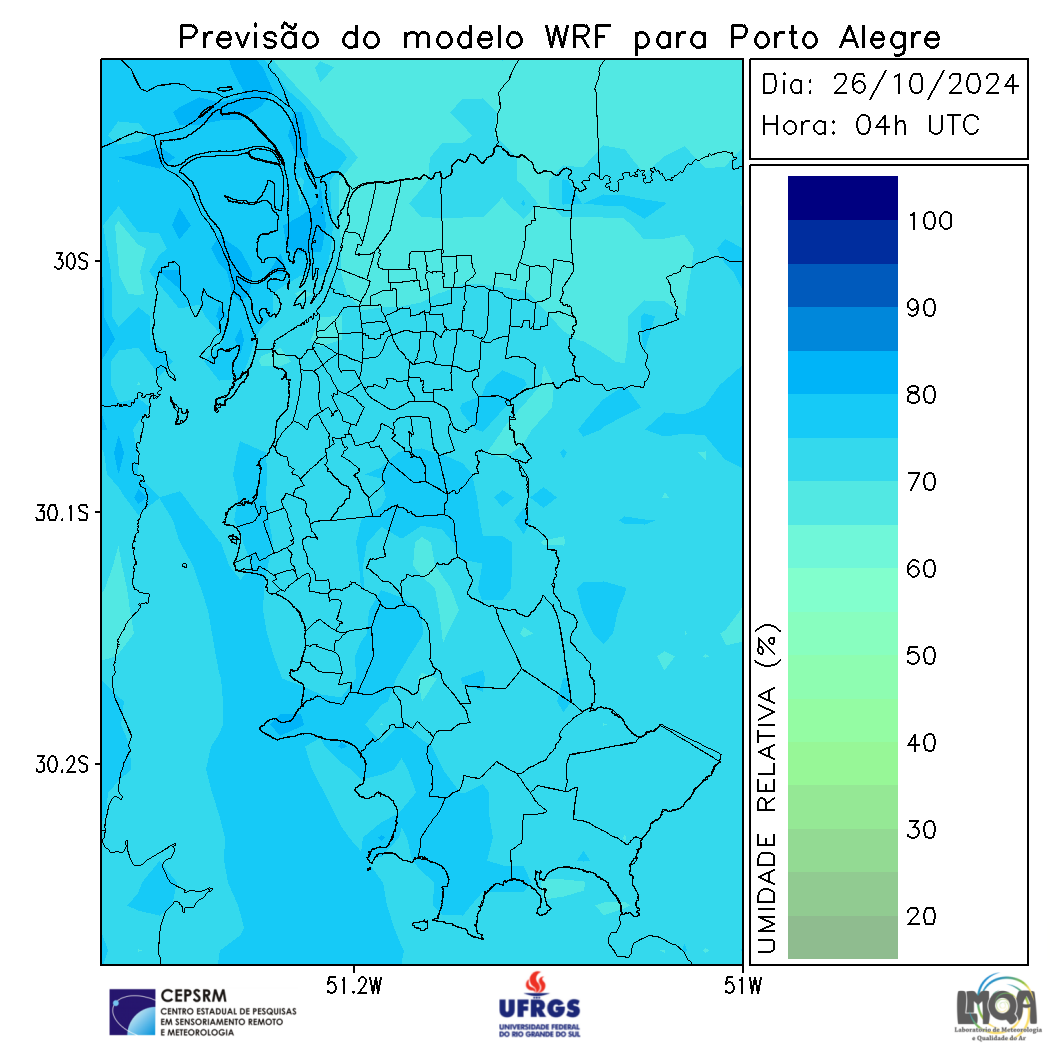 Previsão do modelo WRF para Porto Alegre
Dia: 26/10/2024
Hora: 04h UTC
100
90
80
70
60
50
40
30
20
UMIDADE RELATIVA (%)
30S
30.1S
30.2S
51.2W
51W
CEPSRM
CENTRO ESTADUAL DE PESQUISAS
EM SENSORIAMENTO REMOTO
E METEOROLOGIA
UFRGS
UNIVERSIDADE FEDERAL
DO RIO GRANDE DO SUL
LMQA
Laboratório de Meteorologia
e Qualidade do Ar